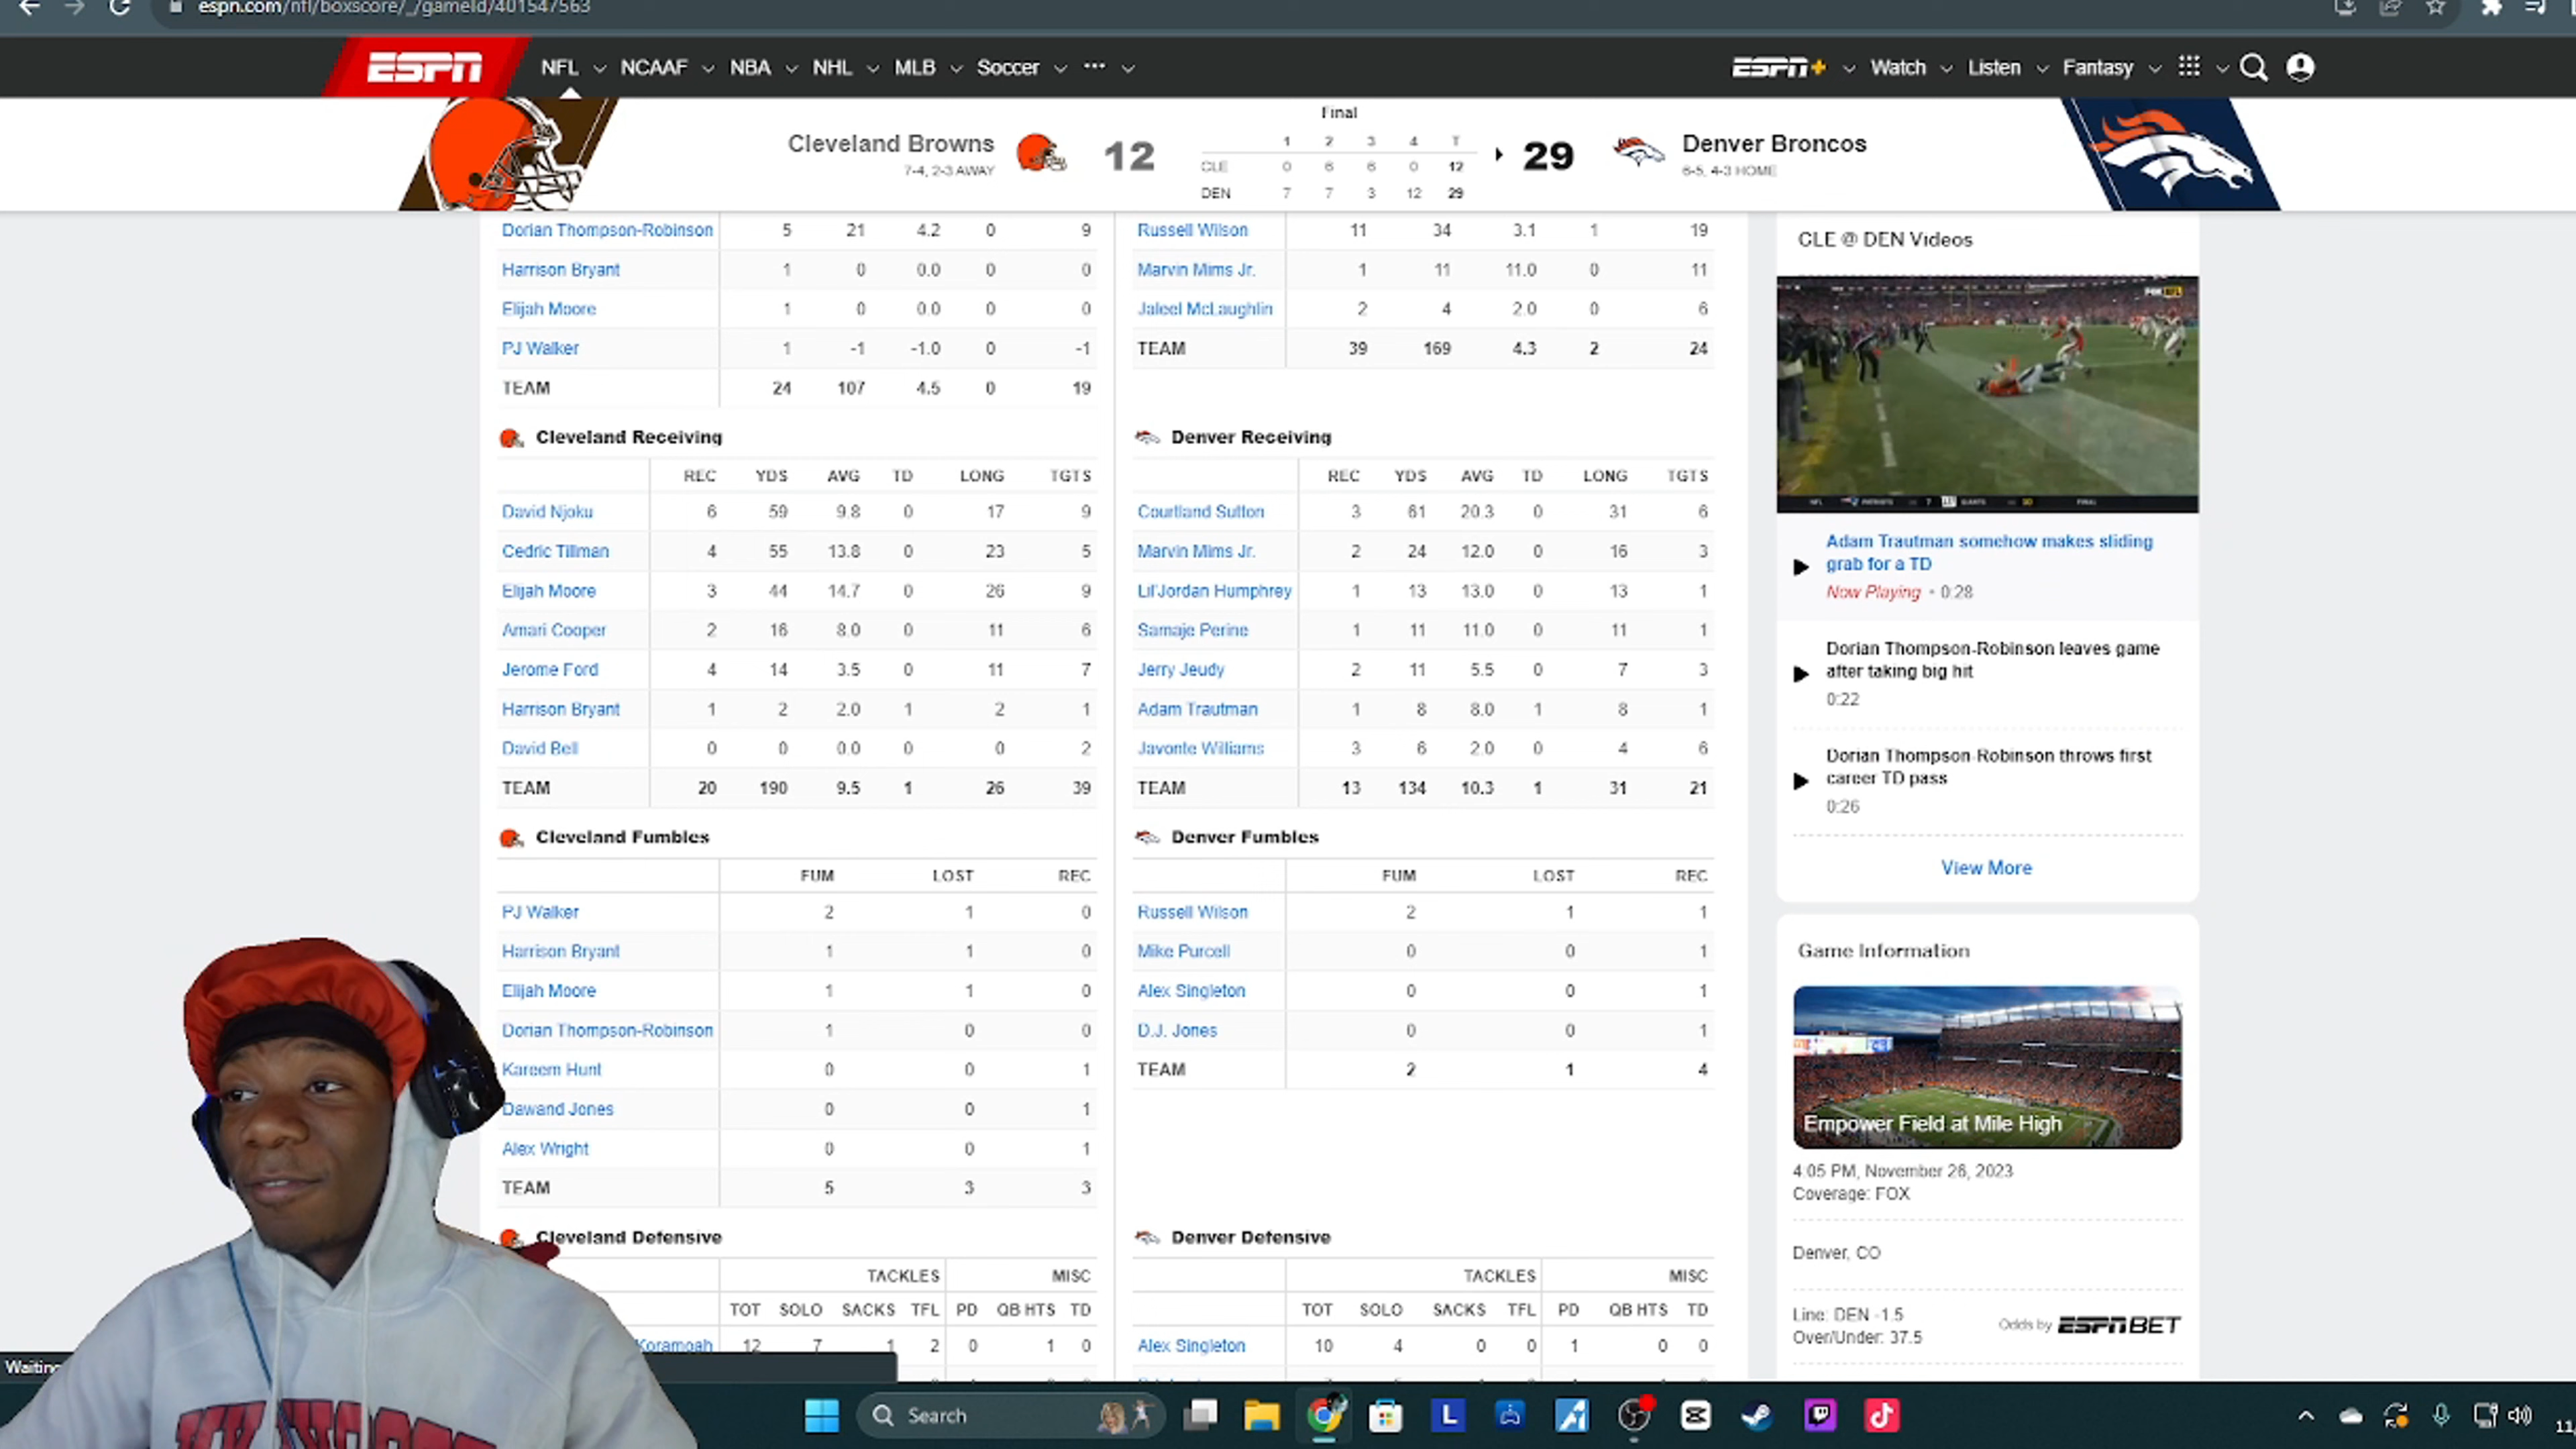 espn.com/nfl/boxscore/_/gameId/401547563
ESPN NFL NCAAF NBA NHL MLB Soccer ••• ESPN+ Watch Listen Fantasy
Final
Cleveland Browns 12 1 2 3 4 T 29 Denver Broncos
7-4, 2-3 AWAY CLE 0 6 6 0 12 6-5, 4-3 HOME
DEN 7 7 3 12 29
Dorian Thompson-Robinson 5 21 4.2 0 9
Harrison Bryant 1 0 0.0 0 0
Elijah Moore 1 0 0.0 0 0
PJ Walker 1 -1 -1.0 0 -1
TEAM 24 107 4.5 0 19
Russell Wilson 11 34 3.1 1 19
Marvin Mims Jr. 1 11 11.0 0 11
Jaleel McLaughlin 2 4 2.0 0 6
TEAM 39 169 4.3 2 24
Cleveland Receiving
REC YDS AVG TD LONG TGTS
David Njoku 6 59 9.8 0 17 9
Cedric Tillman 4 55 13.8 0 23 5
Elijah Moore 3 44 14.7 0 26 9
Amari Cooper 2 16 8.0 0 11 6
Jerome Ford 4 14 3.5 0 11 7
Harrison Bryant 1 2 2.0 1 2 1
David Bell 0 0 0.0 0 0 2
TEAM 20 190 9.5 1 26 39
Denver Receiving
REC YDS AVG TD LONG TGTS
Courtland Sutton 3 61 20.3 0 31 6
Marvin Mims Jr. 2 24 12.0 0 16 3
Lil'Jordan Humphrey 1 13 13.0 0 13 1
Samaje Perine 1 11 11.0 0 11 1
Jerry Jeudy 2 11 5.5 0 7 3
Adam Trautman 1 8 8.0 1 8 1
Javonte Williams 3 6 2.0 0 4 6
TEAM 13 134 10.3 1 31 21
Cleveland Fumbles
FUM LOST REC
PJ Walker 2 1 0
Harrison Bryant 1 1 0
Elijah Moore 1 1 0
Dorian Thompson-Robinson 1 0 0
Kareem Hunt 0 0 1
Dawand Jones 0 0 1
Alex Wright 0 0 1
TEAM 5 3 3
Denver Fumbles
FUM LOST REC
Russell Wilson 2 1 1
Mike Purcell 0 0 1
Alex Singleton 0 0 1
D.J. Jones 0 0 1
TEAM 2 1 4
Cleveland Defensive
TACKLES MISC
TOT SOLO SACKS TFL PD QB HTS TD
Koramoah 12 7 1 2 0 1 0
Denver Defensive
TACKLES MISC
TOT SOLO SACKS TFL PD QB HTS TD
Alex Singleton 10 4 0 0 1 0 0
CLE @ DEN Videos
Adam Trautman somehow makes sliding
grab for a TD
Now Playing • 0:28
Dorian Thompson-Robinson leaves game
after taking big hit
0:22
Dorian Thompson-Robinson throws first
career TD pass
0:26
View More
Game Information
Empower Field at Mile High
4:05 PM, November 26, 2023
Coverage: FOX
Denver, CO
Line: DEN -1.5
Over/Under: 37.5
Odds by ESPN BET
Waiting
Search
11